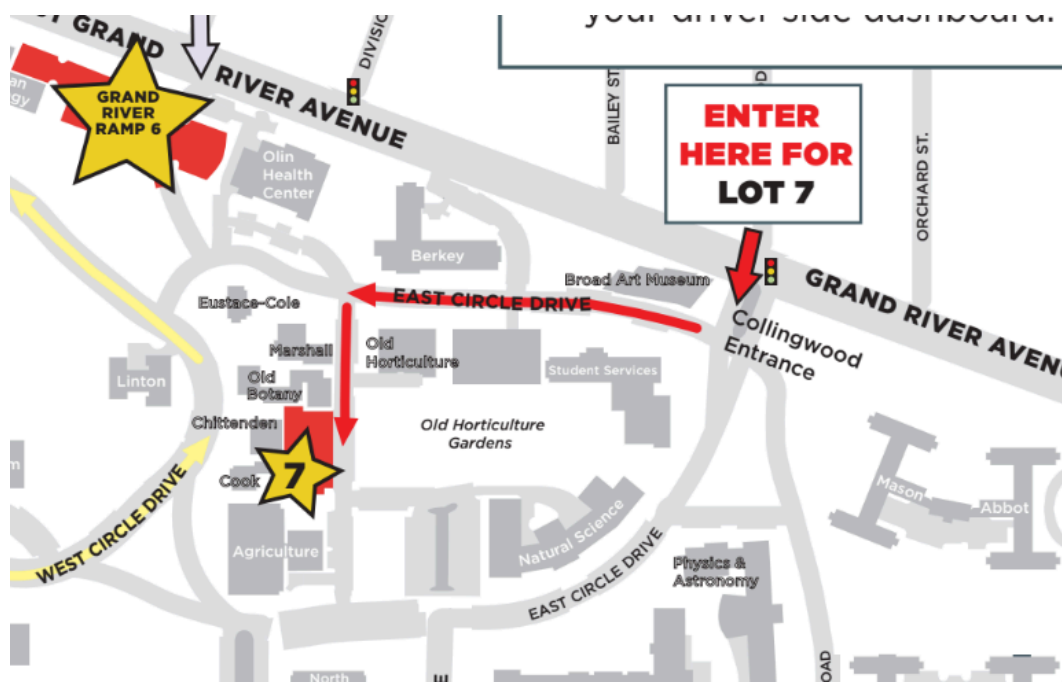 your driver side dashboard.
GRAND
RIVER AVENUE
GRAND
RIVER
RAMP 6
BAILEY ST
ORCHARD ST.
ENTER
HERE FOR
LOT 7
Olin
Health
Center
Berkey
Broad Art Museum
GRAND RIVER
Collingwood
Entrance
EAST CIRCLE DRIVE
Eustace-Cole
Marshall
Old
Horticulture
Student Services
Linton
Old
Botany
Chittenden
Old Horticulture
Gardens
7
Cook
WEST CIRCLE DRIVE
Agriculture
Natural Science
EAST CIRCLE DRIVE
Physics &
Astronomy
Mason
Abbot
North